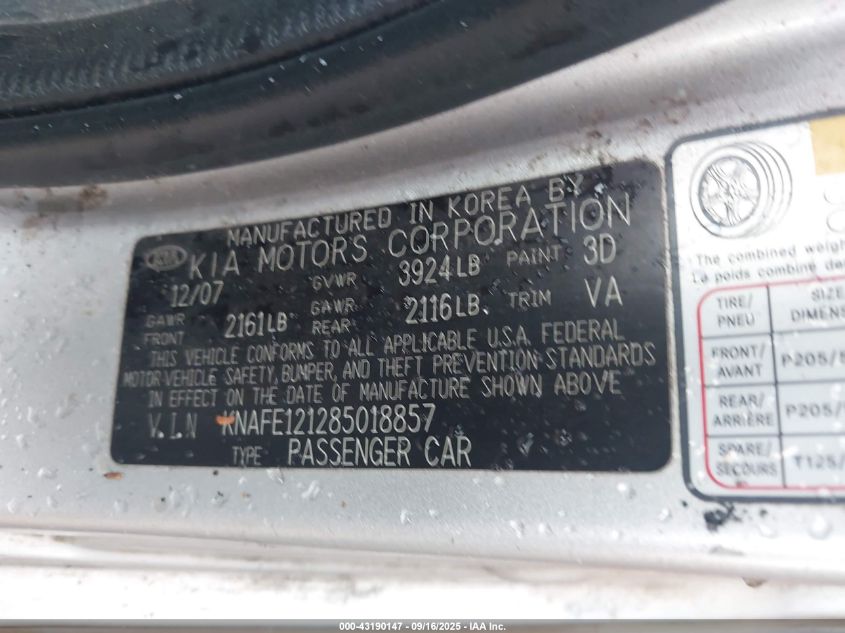 MANUFACTURED IN KOREA BY
KIA KIA MOTORS CORPORATION
12/07 GVWR 3924LB PAINT 3D
GAWR FRONT 2161LB GAWR REAR 2116LB TRIM VA
THIS VEHICLE CONFORMS TO ALL APPLICABLE U.S.A. FEDERAL
MOTOR VEHICLE SAFETY, BUMPER, AND THEFT PREVENTION STANDARDS
IN EFFECT ON THE DATE OF MANUFACTURE SHOWN ABOVE
V.I.N KNAFE121285018857
TYPE: PASSENGER CAR
The combined
Le poids combiné
TIRE/
PNEU
SIZE
FRONT/
AVANT
P205/
REAR/
ARRIÈRE
P205/
SPARE/
SECOURS
T125/
000-43190147 - 09/16/2025 - IAA Inc.